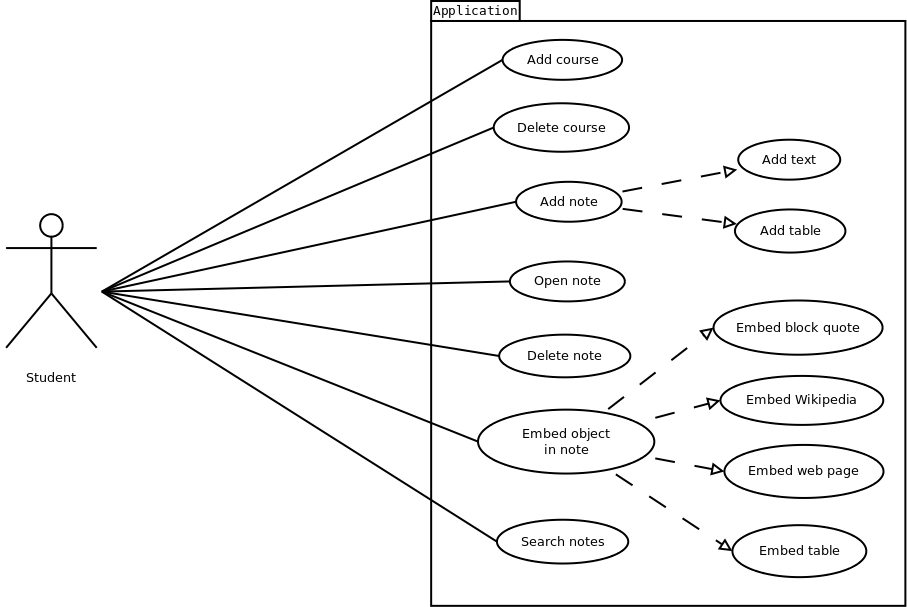 Application
Add course
Delete course
Add text
Add note
Add table
Open note
Embed block quote
Delete note
Student
Embed Wikipedia
Embed object
in note
Embed web page
Search notes
Embed table